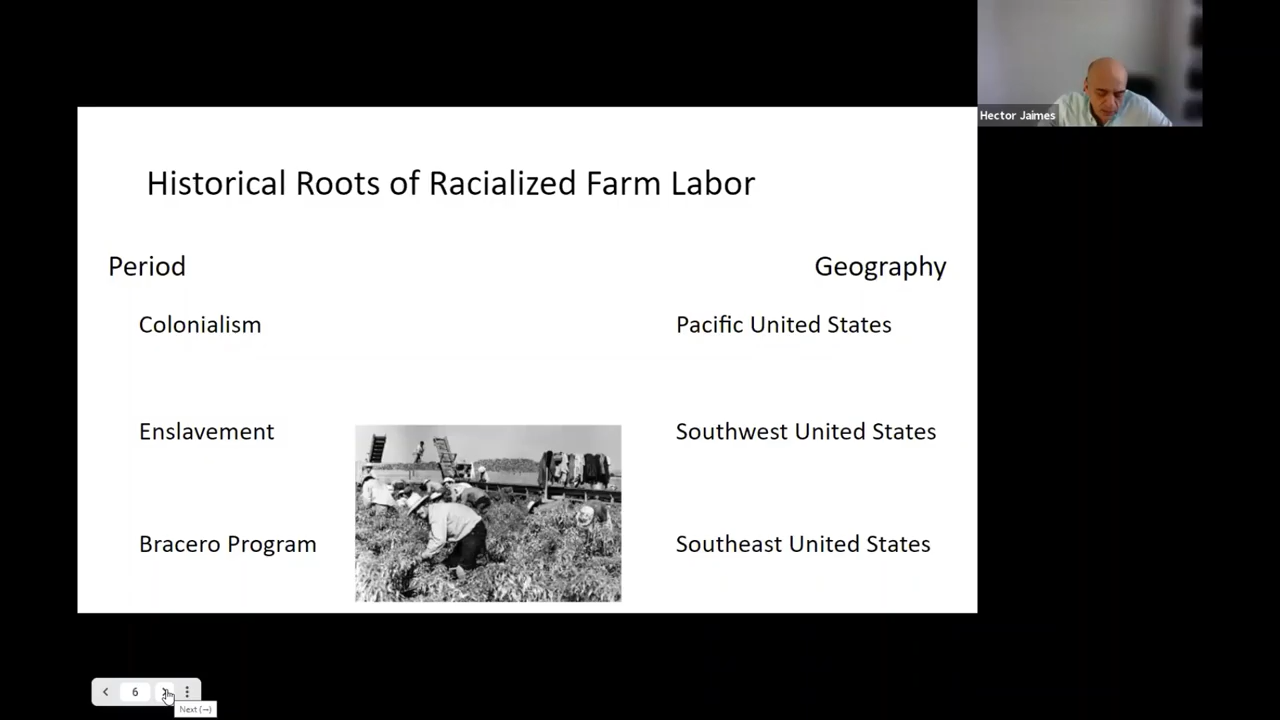 Hector Jaimes
Historical Roots of Racialized Farm Labor
Period
Geography
Colonialism
Pacific United States
Enslavement
Southwest United States
Bracero Program
Southeast United States
6
Next (→)